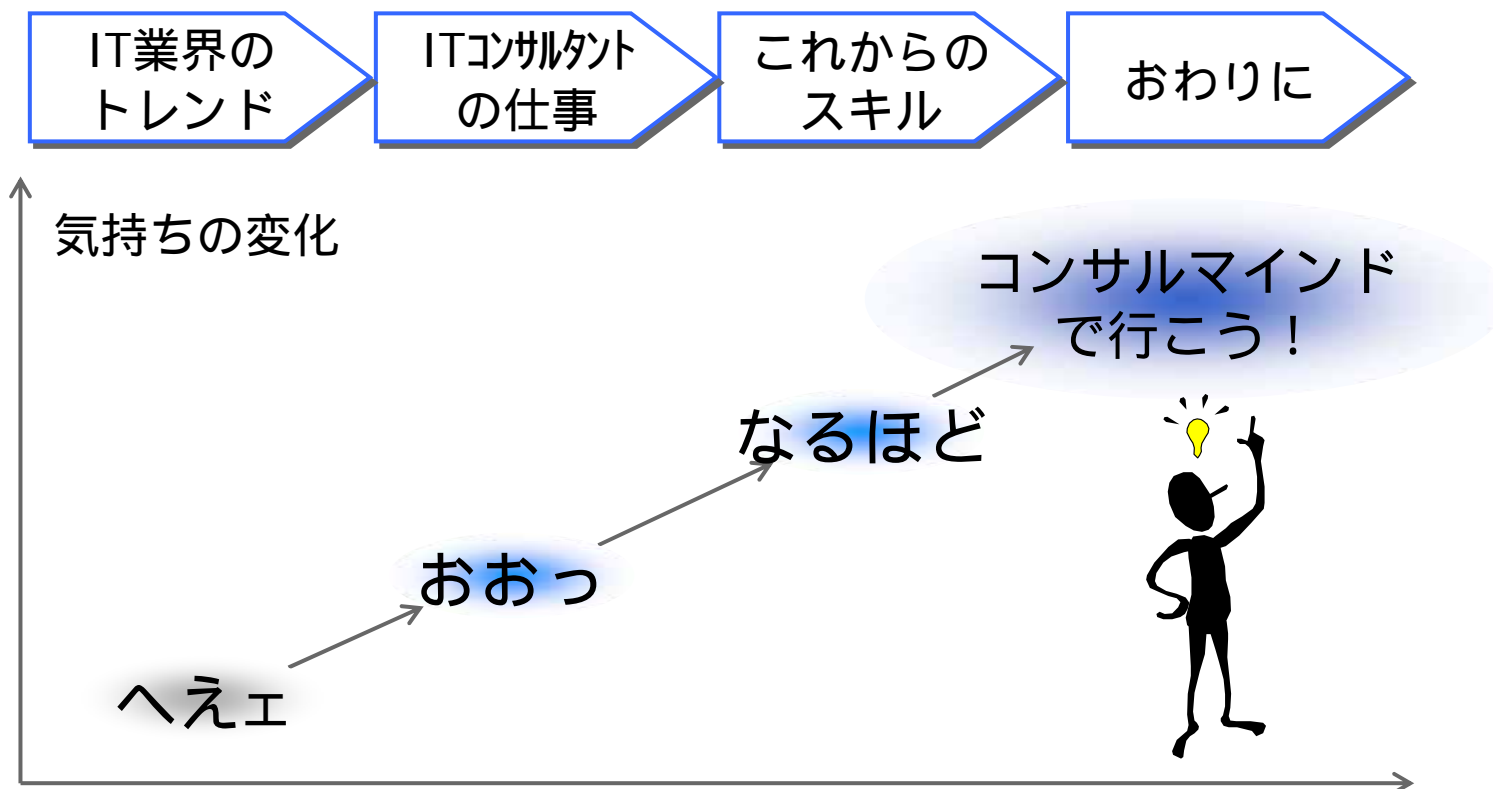 IT業界の
トレンド
ITｺﾝｻﾙﾀﾝﾄ
の仕事
これからの
スキル
おわりに
気持ちの変化
コンサルマインド
で行こう！
なるほど
おおっ
へえェ